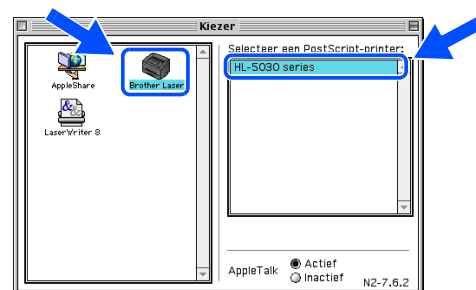 Kiezer
AppleShare
Brother Laser
LaserWriter 8
Selecteer een PostScript-printer:
HL-5030 series
AppleTalk
Actief
Inactief
N2-7.6.2